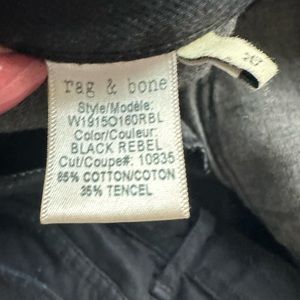 rag & bone
Style/Modèle:
W1915O160RBL
Color/Couleur:
BLACK REBEL
Cut/Coupe#: 10835
65% COTTON/COTON
35% TENCEL